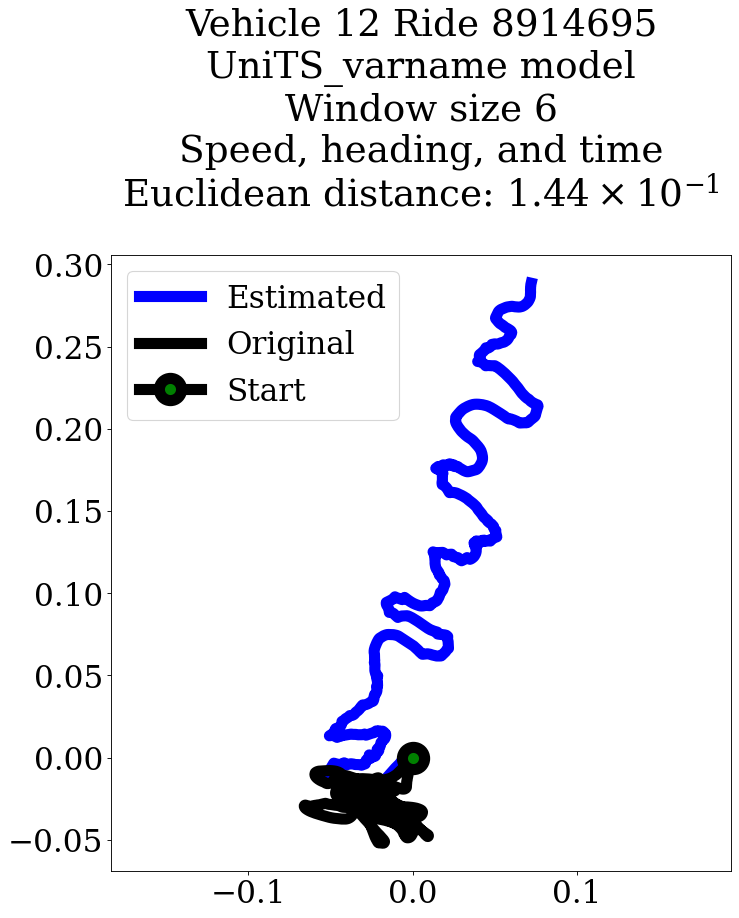 Vehicle 12 Ride 8914695
UniTS_varname model
Window size 6
Speed, heading, and time
Euclidean distance: 1.44 × 10⁻¹
0.30
0.25
0.20
0.15
0.10
0.05
0.00
−0.05
Estimated
Original
Start
−0.1
0.0
0.1